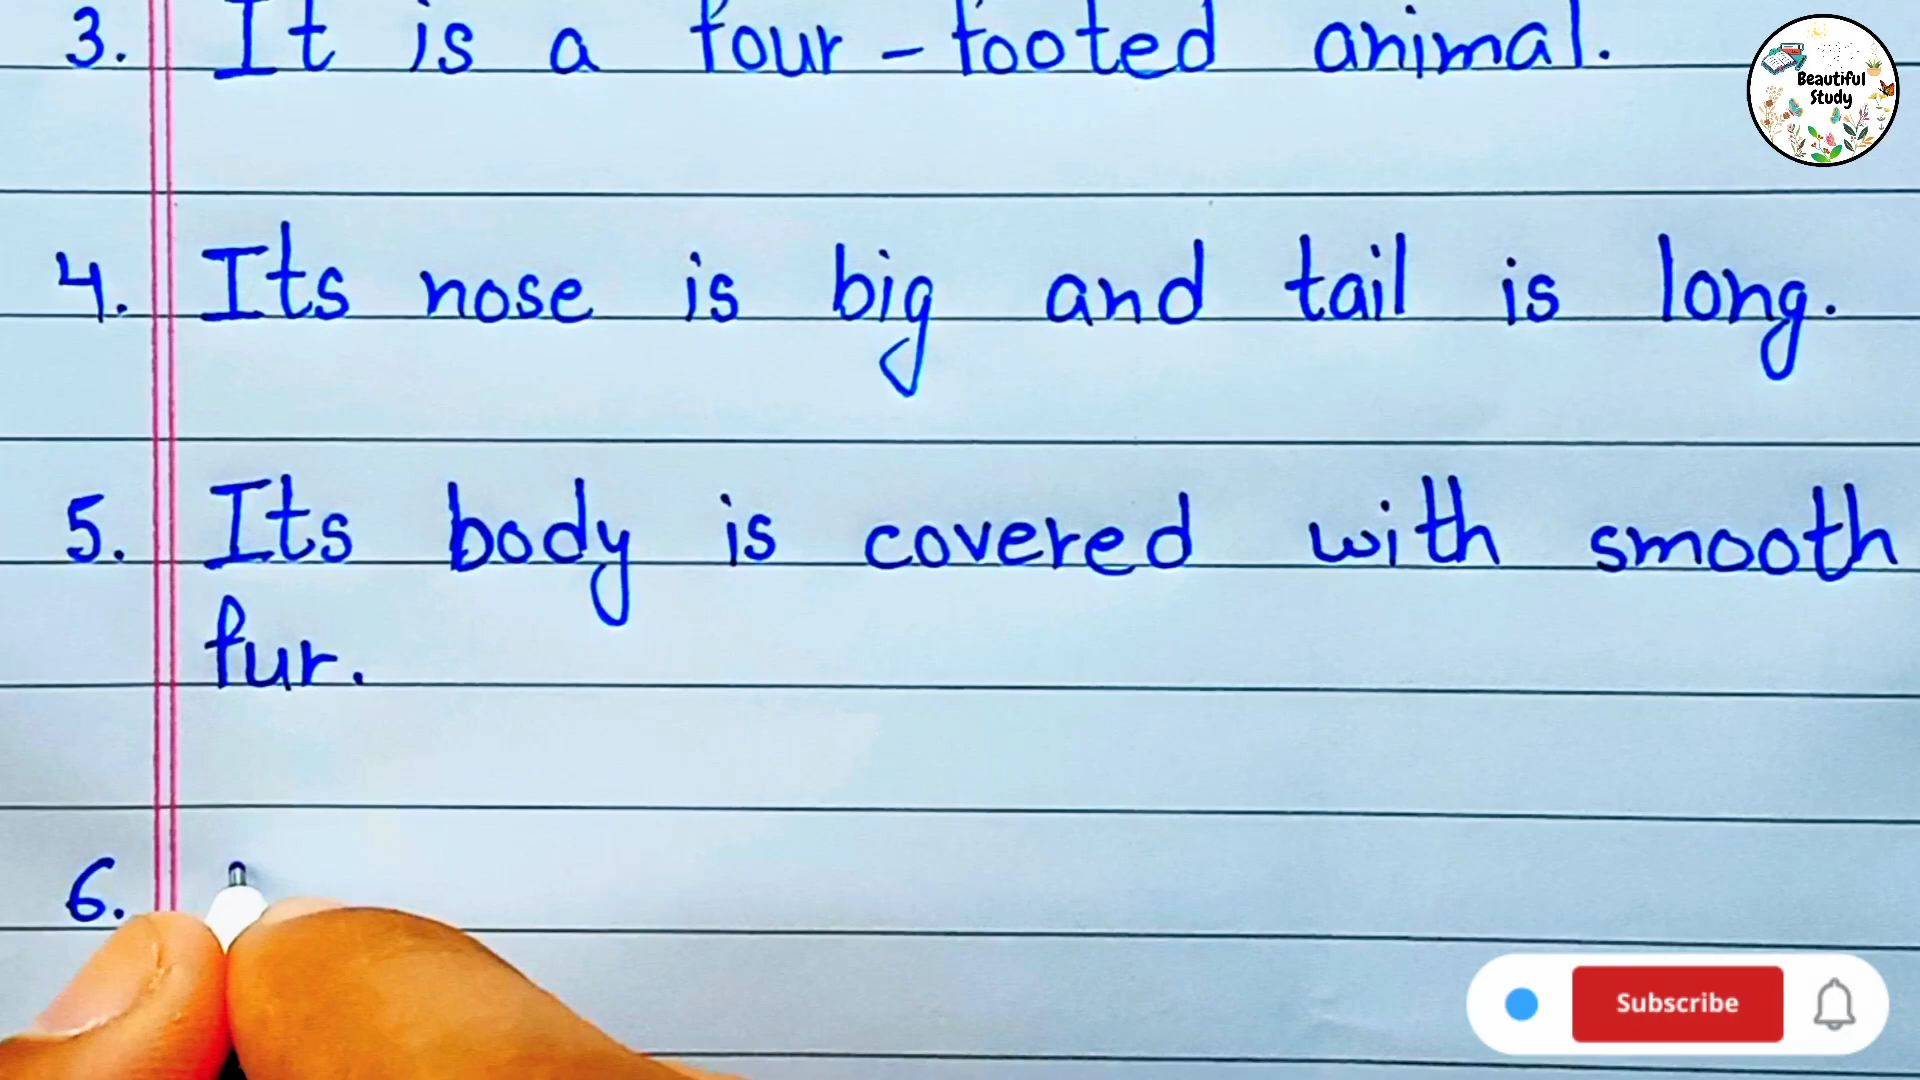 3. It is a four-footed animal.
Beautiful
Study
4. Its nose is big and tail is long.
5. Its body is covered with smooth
fur.
6.
Subscribe